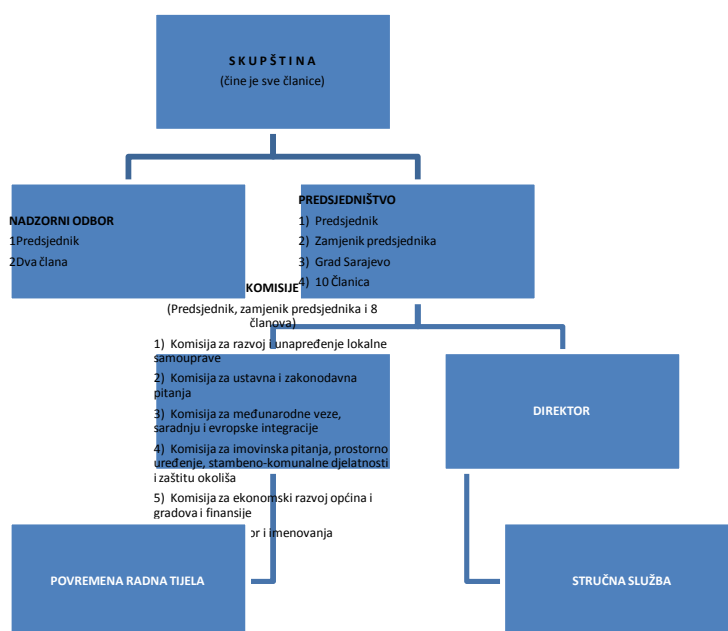 S K U P Š T I N A
(čine je sve članice)
NADZORNI ODBOR
1Predsjednik
2Dva člana
PREDSJEDNIŠTVO
1) Predsjednik
2) Zamjenik predsjednika
3) Grad Sarajevo
4) 10 Članica
KOMISIJE
(Predsjednik, zamjenik predsjednika i 8
članova)
1) Komisija za razvoj i unapređenje lokalne
samouprave
2) Komisija za ustavna i zakonodavna
pitanja
3) Komisija za međunarodne veze,
saradnju i evropske integracije
4) Komisija za imovinska pitanja, prostorno
uređenje, stambeno-komunalne djelatnosti
i zaštitu okoliša
5) Komisija za ekonomski razvoj općina i
gradova i finansije
i imenovanja
DIREKTOR
POVREMENA RADNA TIJELA
STRUČNA SLUŽBA